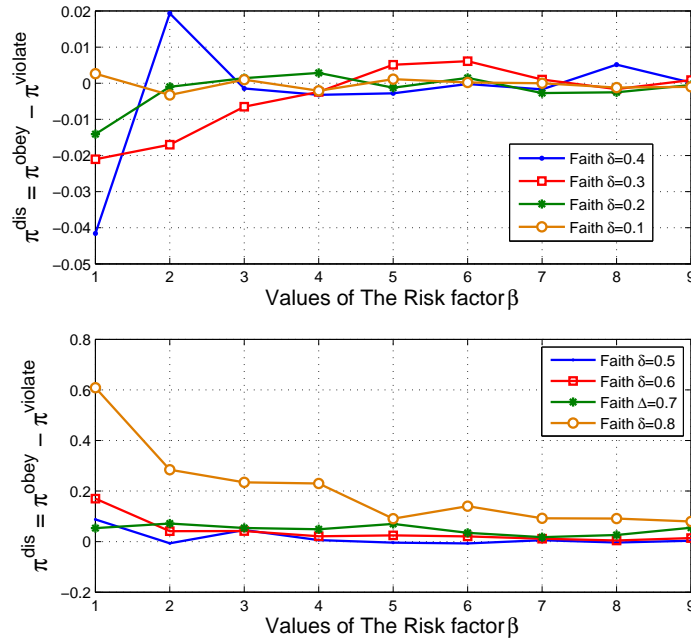 0.02
0.01
0
−0.01
−0.02
−0.03
−0.04
−0.05
π^dis = π^obey − π^violate
Faith δ=0.4
Faith δ=0.3
Faith δ=0.2
Faith δ=0.1
1 2 3 4 5 6 7 8 9
Values of The Risk factor β
0.8
0.6
0.4
0.2
0
−0.2
π^dis = π^obey − π^violate
Faith δ=0.5
Faith δ=0.6
Faith Δ=0.7
Faith δ=0.8
1 2 3 4 5 6 7 8 9
Values of The Risk factor β